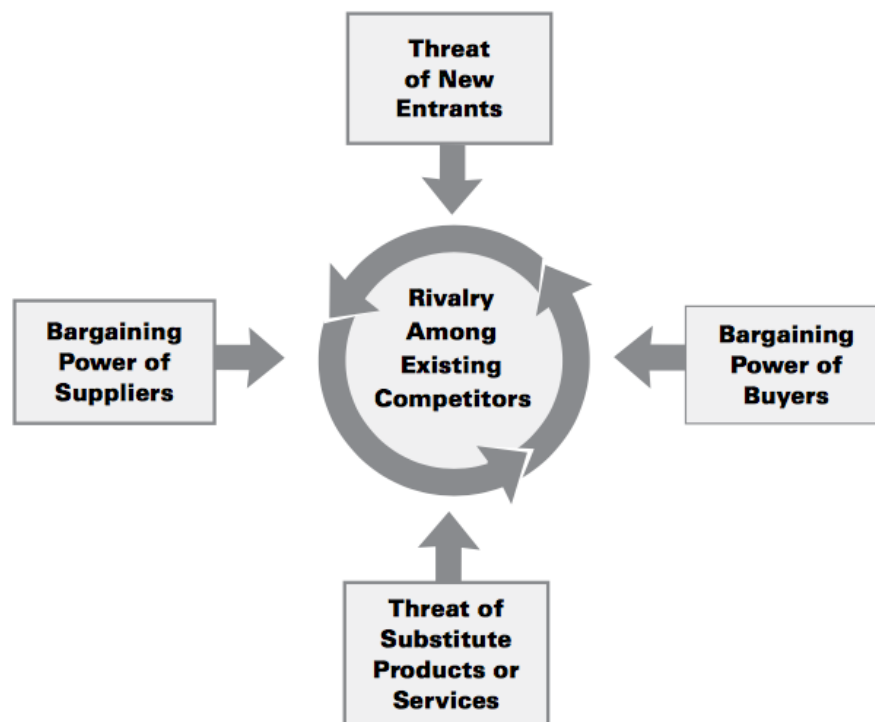 Threat
of New
Entrants
Bargaining
Power of
Suppliers
Rivalry
Among
Existing
Competitors
Bargaining
Power of
Buyers
Threat of
Substitute
Products or
Services